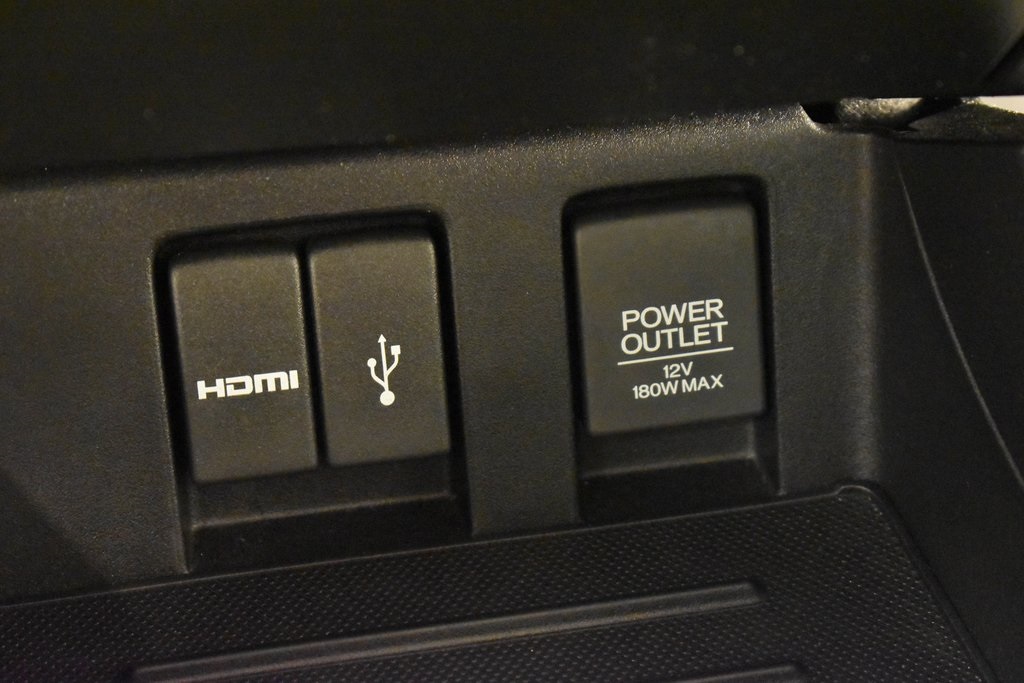 HDMI
POWER
OUTLET
12V
180W MAX